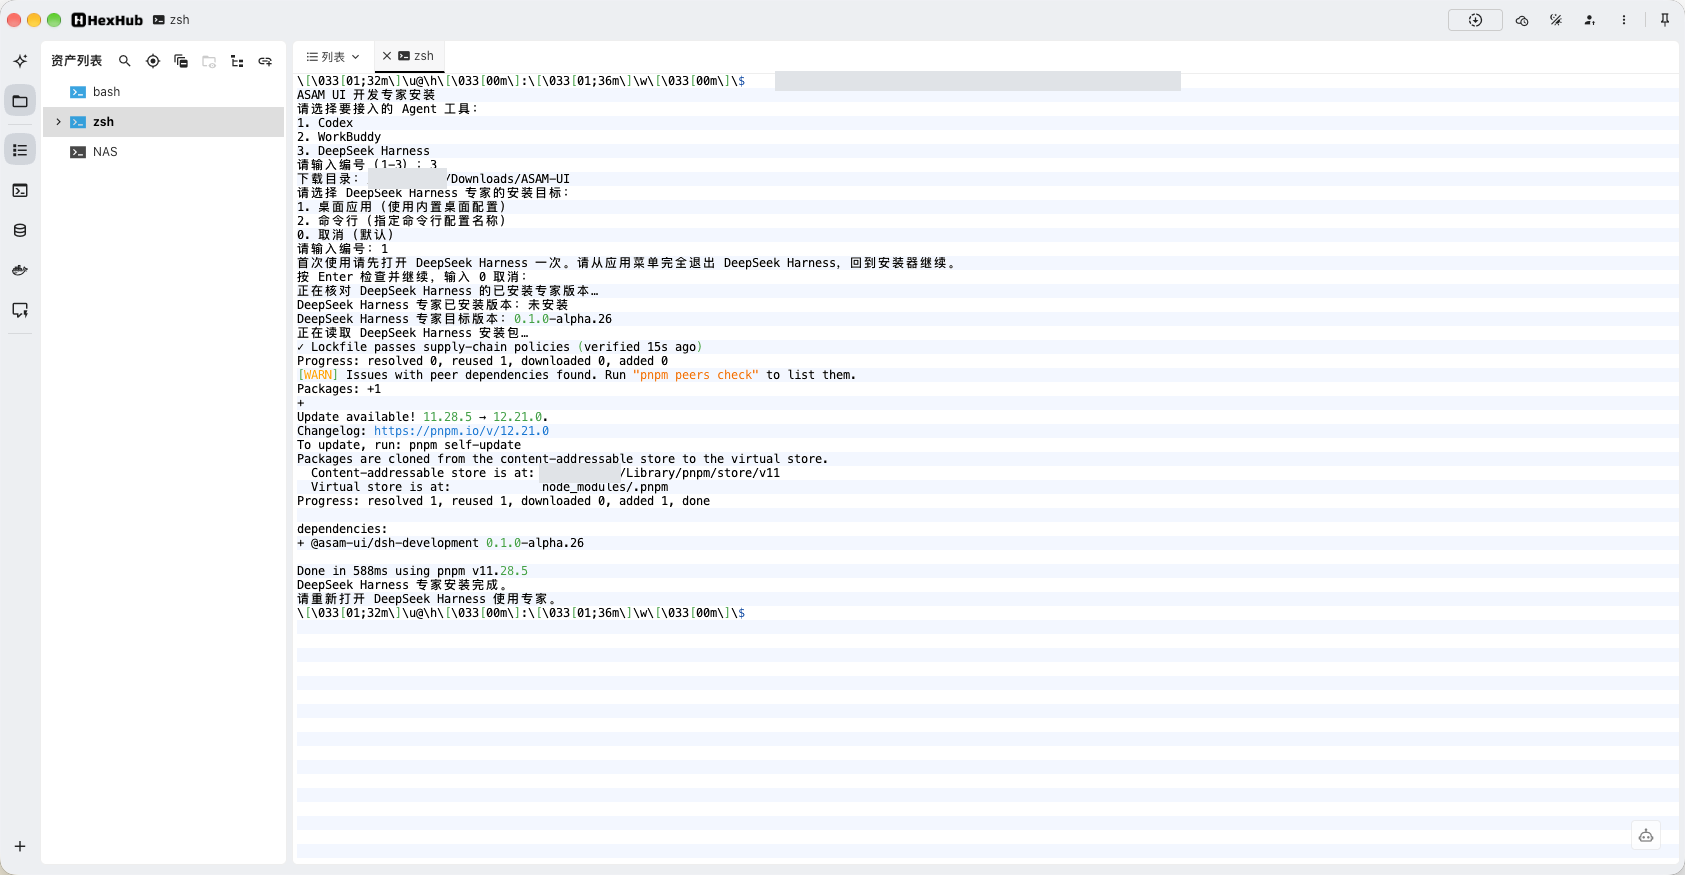 HexHub zsh
资产列表
bash
zsh
NAS
列表 zsh
\[\033[01;32m\]\u@\h\[\033[00m\]:\[\033[01;36m\]\w\[\033[00m\]\$
ASAM UI 开发专家安装
请选择要接入的 Agent 工具：
1. Codex
2. WorkBuddy
3. DeepSeek Harness
请输入编号 (1-3) ：3
下载目录： /Downloads/ASAM-UI
请选择 DeepSeek Harness 专家的安装目标：
1. 桌面应用（使用内置桌面配置）
2. 命令行（指定命令行配置名称）
0. 取消（默认）
请输入编号：1
首次使用请先打开 DeepSeek Harness 一次。请从应用菜单完全退出 DeepSeek Harness，回到安装器继续。
按 Enter 检查并继续，输入 0 取消：
正在核对 DeepSeek Harness 的已安装专家版本…
DeepSeek Harness 专家已安装版本：未安装
DeepSeek Harness 专家目标版本：0.1.0-alpha.26
正在读取 DeepSeek Harness 安装包…
✓ Lockfile passes supply-chain policies (verified 15s ago)
Progress: resolved 0, reused 1, downloaded 0, added 0
[WARN] Issues with peer dependencies found. Run "pnpm peers check" to list them.
Packages: +1
+
Update available! 11.28.5 → 12.21.0.
Changelog: https://pnpm.io/v/12.21.0
To update, run: pnpm self-update
Packages are cloned from the content-addressable store to the virtual store.
Content-addressable store is at: /Library/pnpm/store/v11
Virtual store is at: node_modules/.pnpm
Progress: resolved 1, reused 1, downloaded 0, added 1, done
dependencies:
+ @asam-ui/dsh-development 0.1.0-alpha.26
Done in 588ms using pnpm v11.28.5
DeepSeek Harness 专家安装完成。
请重新打开 DeepSeek Harness 使用专家。
\[\033[01;32m\]\u@\h\[\033[00m\]:\[\033[01;36m\]\w\[\033[00m\]\$